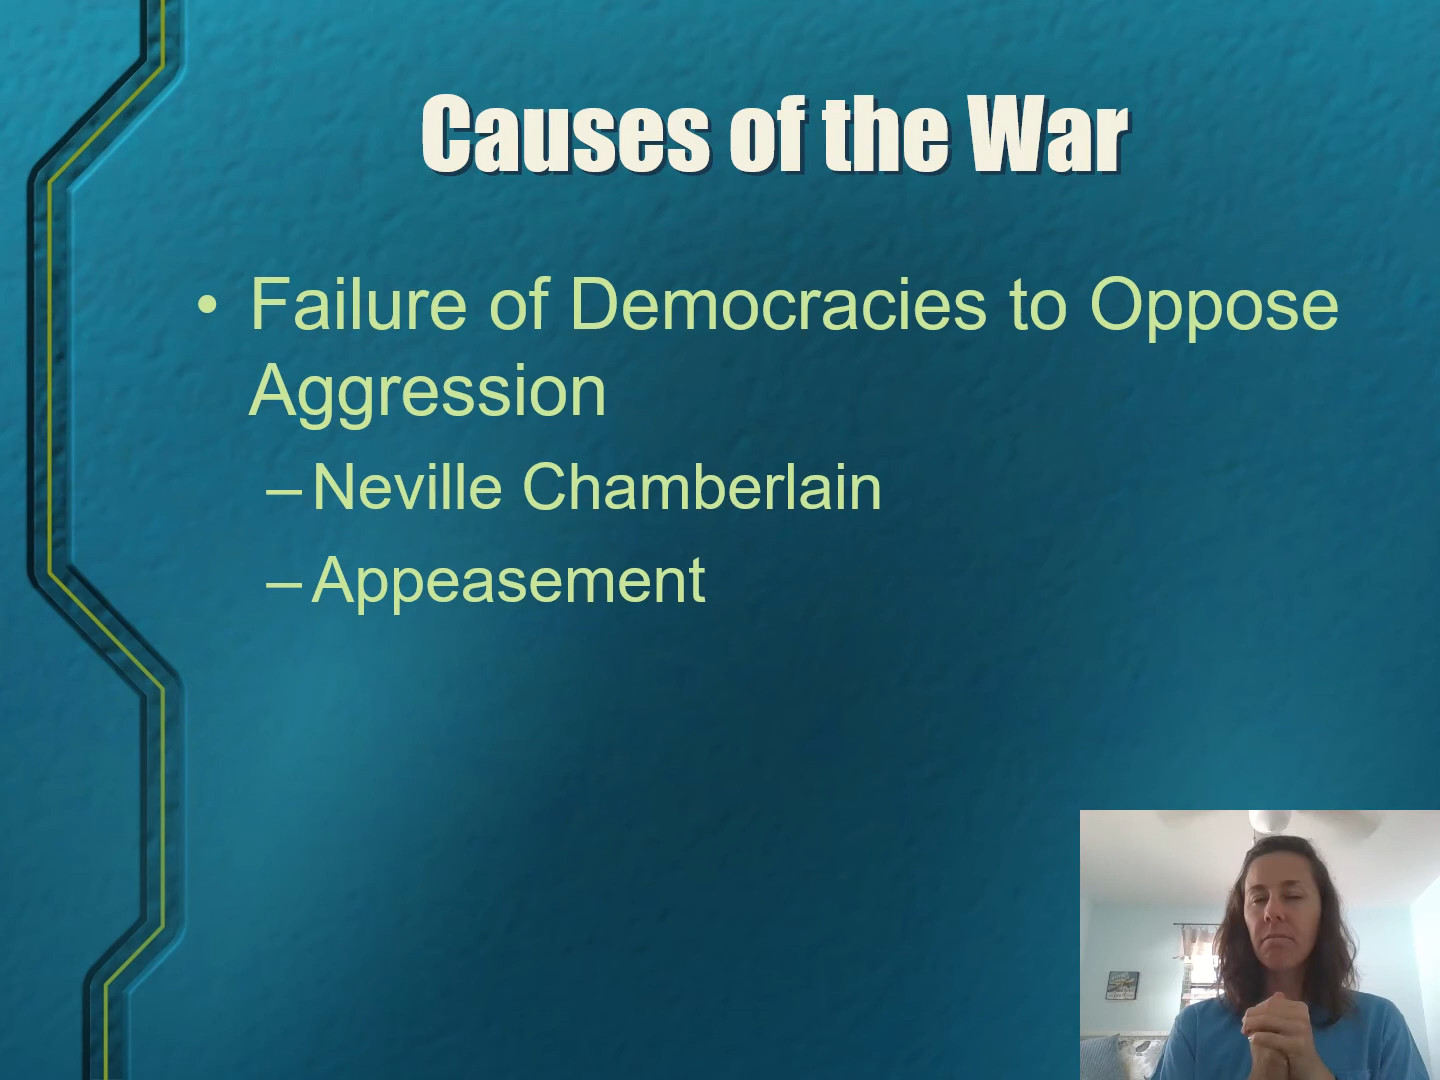 Causes of the War
• Failure of Democracies to Oppose
Aggression
– Neville Chamberlain
– Appeasement